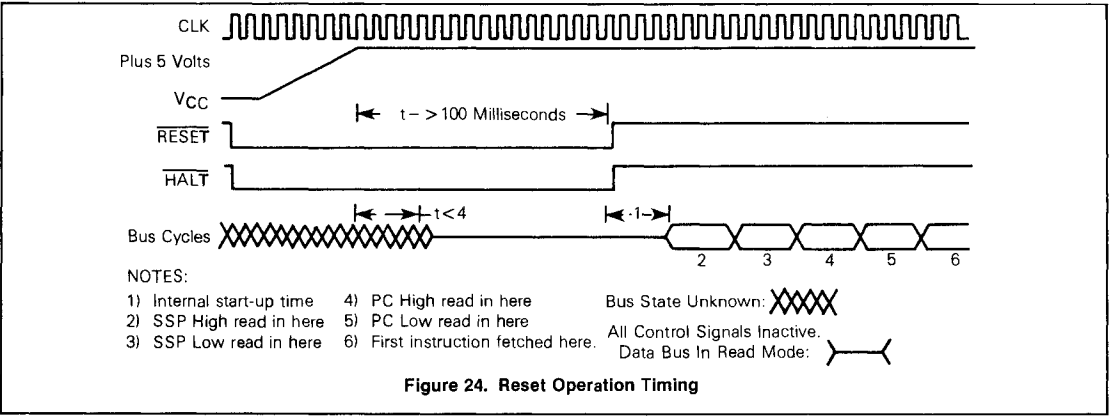 CLK
Plus 5 Volts
VCC
t − > 100 Milliseconds
RESET
HALT
t<4
1
Bus Cycles
2 3 4 5 6
NOTES:
1) Internal start-up time
2) SSP High read in here
3) SSP Low read in here
4) PC High read in here
5) PC Low read in here
6) First instruction fetched here.
Bus State Unknown:
All Control Signals Inactive.
Data Bus In Read Mode:
Figure 24. Reset Operation Timing